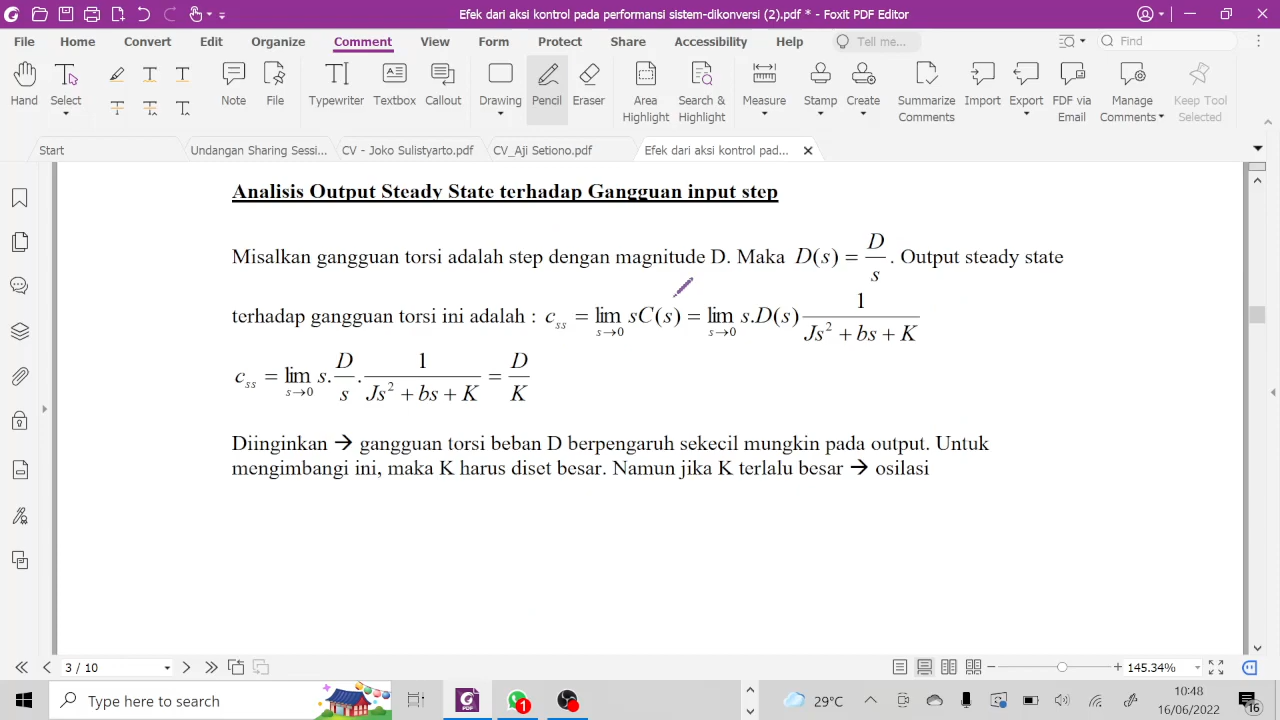 Efek dari aksi kontrol pada performansi sistem-dikonversi (2).pdf * - Foxit PDF Editor
File Home Convert Edit Organize Comment View Form Protect Share Accessibility Help Tell me... Find
Hand Select Note File Typewriter Textbox Callout Drawing Pencil Eraser Area Highlight Search & Highlight Measure Stamp Create Summarize Comments Import Export FDF via Email Manage Comments Keep Tool Selected
Start Undangan Sharing Sessi... CV - Joko Sulistyarto.pdf CV_Aji Setiono.pdf Efek dari aksi kontrol pad...
Analisis Output Steady State terhadap Gangguan input step
Misalkan gangguan torsi adalah step dengan magnitude D. Maka D(s) = D/s . Output steady state
terhadap gangguan torsi ini adalah : c_ss = lim s→0 sC(s) = lim s→0 s.D(s) 1/(Js² + bs + K)
c_ss = lim s→0 s. D/s . 1/(Js² + bs + K) = D/K
Diinginkan → gangguan torsi beban D berpengaruh sekecil mungkin pada output. Untuk
mengimbangi ini, maka K harus diset besar. Namun jika K terlalu besar → osilasi
3 / 10 145.34%
Type here to search 1 29°C 10:48 16/06/2022 16